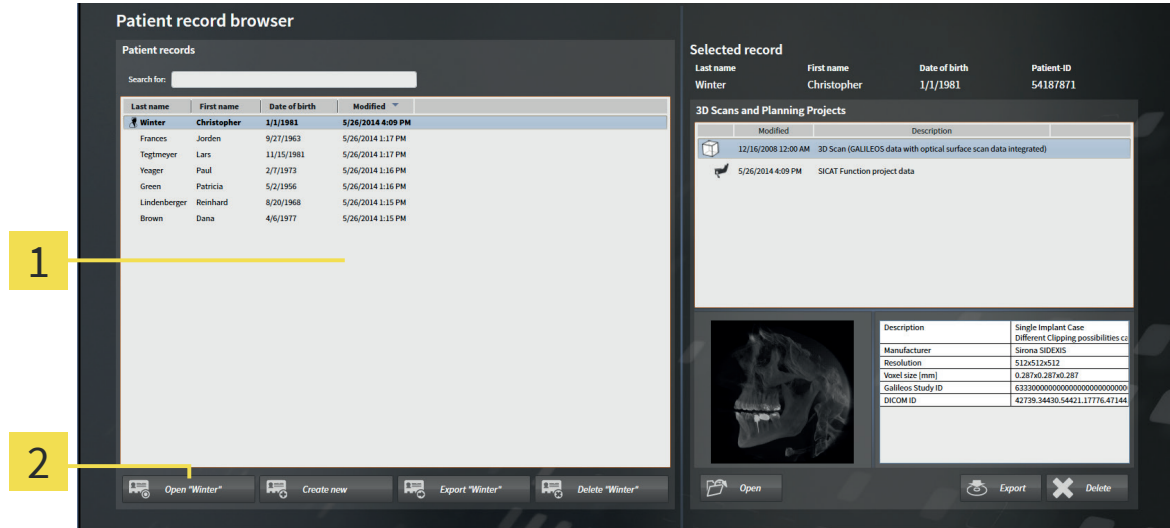 Patient record browser
Patient records
Search for:
Last name First name Date of birth Modified
Winter Christopher 1/1/1981 5/26/2014 4:09 PM
Frances Jorden 9/27/1963 5/26/2014 1:17 PM
Tegtmeyer Lars 11/15/1981 5/26/2014 1:17 PM
Yeager Paul 2/7/1973 5/26/2014 1:16 PM
Green Patricia 5/2/1956 5/26/2014 1:16 PM
Lindenberger Reinhard 8/20/1968 5/26/2014 1:15 PM
Brown Dana 4/6/1977 5/26/2014 1:15 PM
1
2
Open "Winter" Create new Export "Winter" Delete "Winter"
Selected record
Last name First name Date of birth Patient-ID
Winter Christopher 1/1/1981 54187871
3D Scans and Planning Projects
Modified Description
12/16/2008 12:00 AM 3D Scan (GALILEOS data with optical surface scan data integrated)
5/26/2014 4:09 PM SICAT Function project data
Description Single Implant Case
Different Clipping possibilities ca
Manufacturer Sirona SIDEXIS
Resolution 512x512x512
Voxel size [mm] 0.287x0.287x0.287
Galileos Study ID
DICOM ID 42739.34430.54421.17776.47144
Open Export Delete